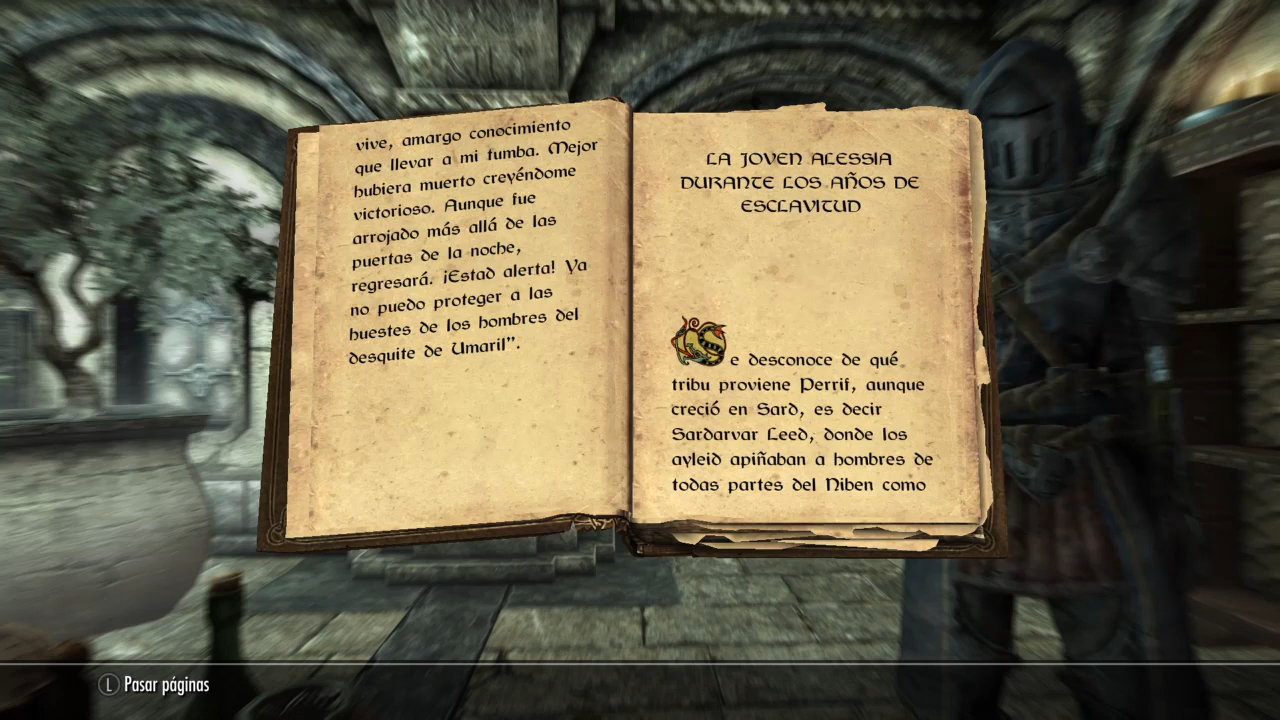 vive, amargo conocimiento
que llevar a mi tumba. Mejor
hubiera muerto creyéndome
victorioso. Aunque fue
arrojado más allá de las
puertas de la noche,
regresará. ¡Estad alerta! Ya
no puedo proteger a las
huestes de los hombres del
desquite de Umaril”.
LA JOVEN ALESSIA
DURANTE LOS AÑOS DE
ESCLAVITUD
Se desconoce de qué
tribu proviene Perrif, aunque
creció en Sard, es decir
Sardarvar Leed, donde los
ayleid apiñaban a hombres de
todas partes del Niben como
L Pasar páginas